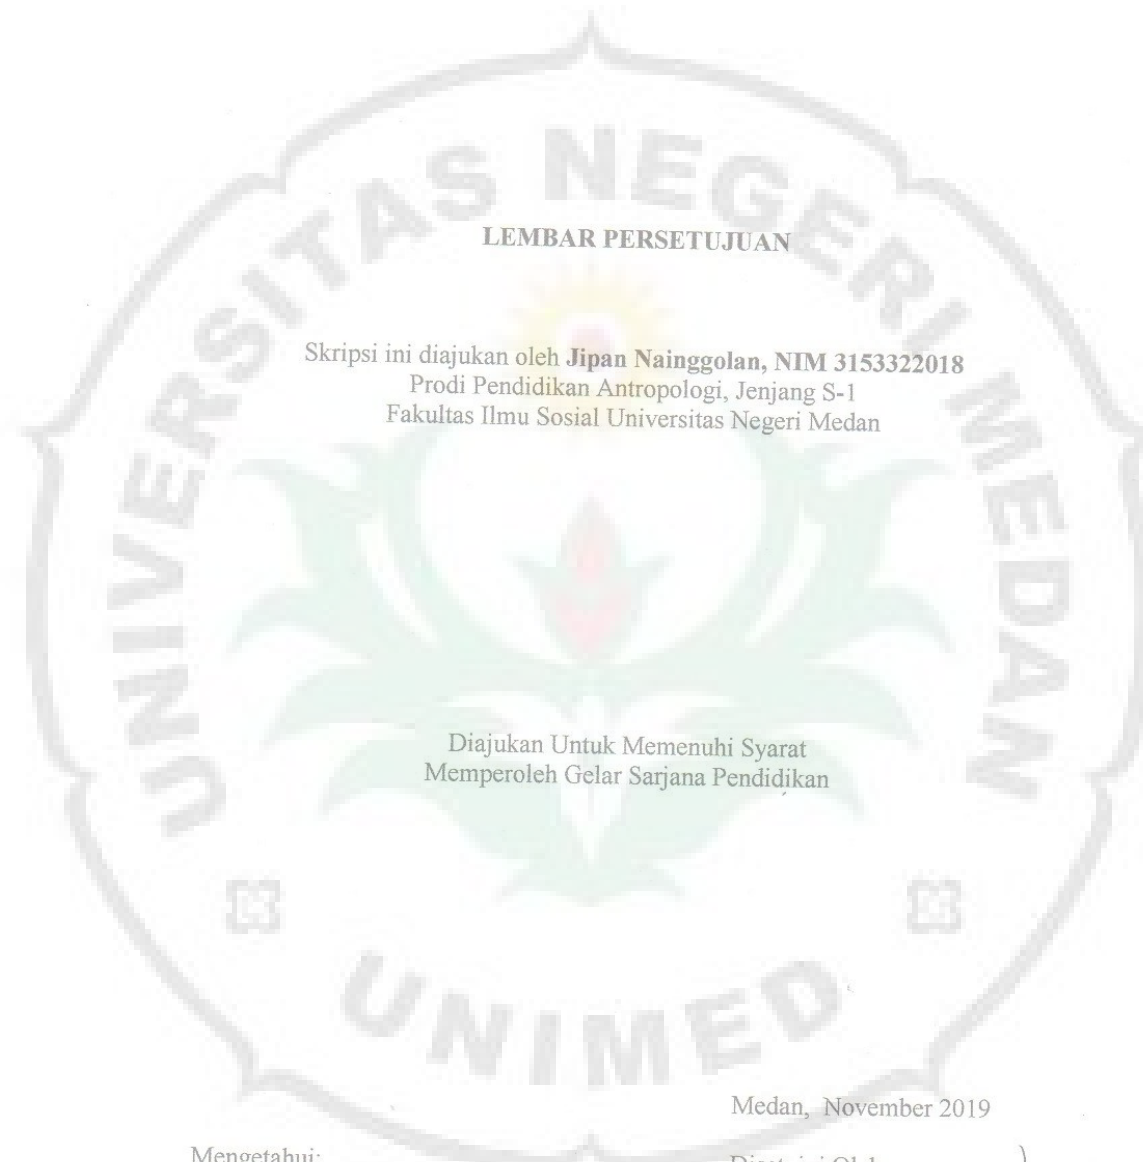 UNIVERSITAS NEGERI MEDAN
LEMBAR PERSETUJUAN
Skripsi ini diajukan oleh Jipan Nainggolan, NIM 3153322018
Prodi Pendidikan Antropologi, Jenjang S-1
Fakultas Ilmu Sosial Universitas Negeri Medan
Diajukan Untuk Memenuhi Syarat
Memperoleh Gelar Sarjana Pendidikan
UNIMED
Medan, November 2019
Mengetahui: